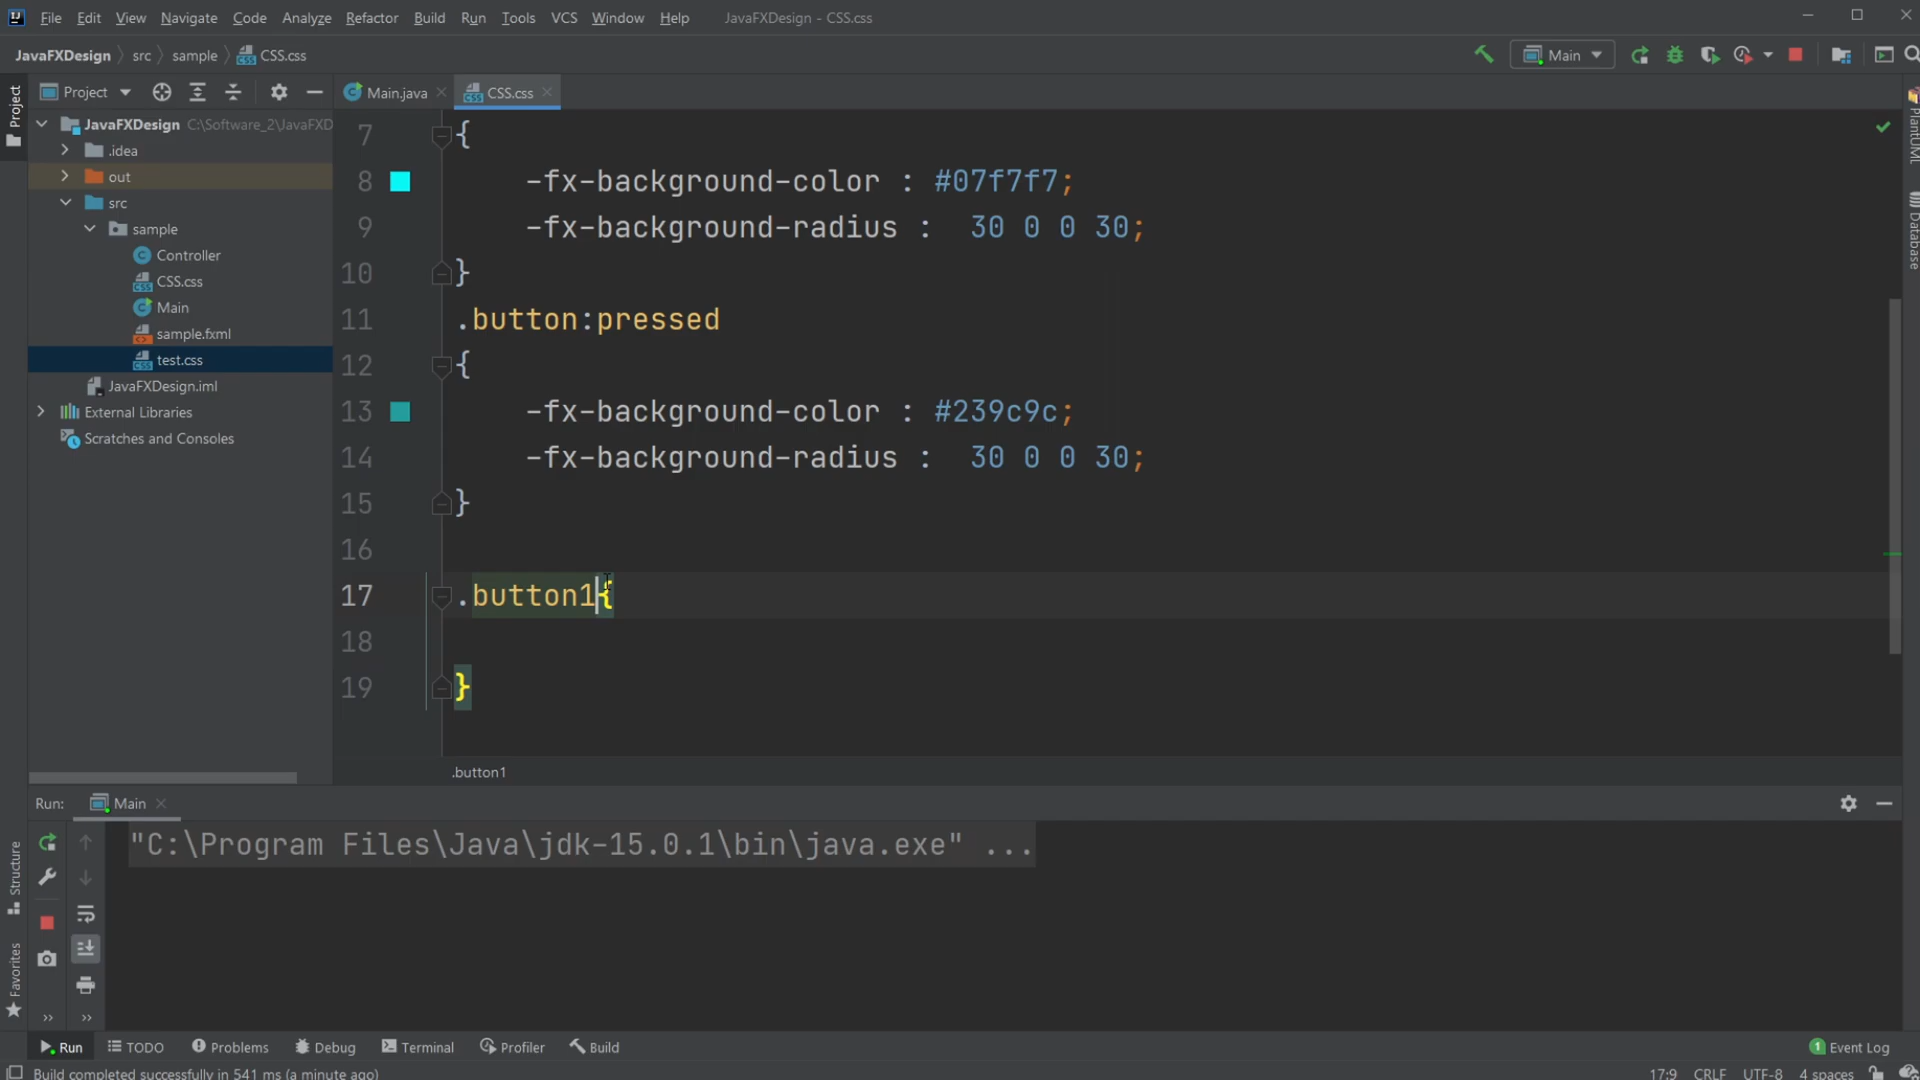 File Edit View Navigate Code Analyze Refactor Build Run Tools VCS Window Help JavaFXDesign - CSS.css
JavaFXDesign src sample CSS.css Main
Project Main.java CSS.css
Project
JavaFXDesign C:\Software_2\JavaFXD
.idea
out
src
sample
Controller
CSS.css
Main
sample.fxml
test.css
JavaFXDesign.iml
External Libraries
Scratches and Consoles
7 {
8 -fx-background-color : #07f7f7;
9 -fx-background-radius : 30 0 0 30;
10 }
11 .button:pressed
12 {
13 -fx-background-color : #239c9c;
14 -fx-background-radius : 30 0 0 30;
15 }
16
17 .button1{
18
19 }
.button1
PlantUML
Database
Run: Main
"C:\Program Files\Java\jdk-15.0.1\bin\java.exe" ...
Structure
Favorites
Run TODO Problems Debug Terminal Profiler Build 1 Event Log
Build completed successfully in 541 ms (a minute ago) 17:9 CRLF UTF-8 4 spaces